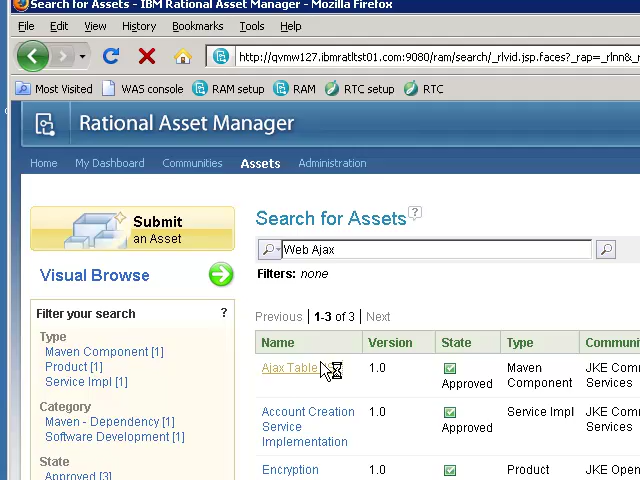 Search for Assets - IBM Rational Asset Manager - Mozilla Firefox
File Edit View History Bookmarks Tools Help
http://qvmw127.ibmratltst01.com:9080/ram/search/_rlvid.jsp.faces?_rap=_rlnn&_r
Most Visited WAS console RAM setup RAM RTC setup RTC
Rational Asset Manager
Home My Dashboard Communities Assets Administration
Submit
an Asset
Search for Assets ?
Web Ajax
Visual Browse
Filters: none
Filter your search ?
Previous 1-3 of 3 Next
Type
Maven Component [1]
Product [1]
Service Impl [1]
Category
Maven - Dependency [1]
Software Development [1]
State
Approved [3]
Name Version State Type Communi
Ajax Table 1.0 Approved Maven Component JKE Com Services
Account Creation Service Implementation 1.0 Approved Service Impl JKE Com Services
Encryption 1.0 Product JKE Open